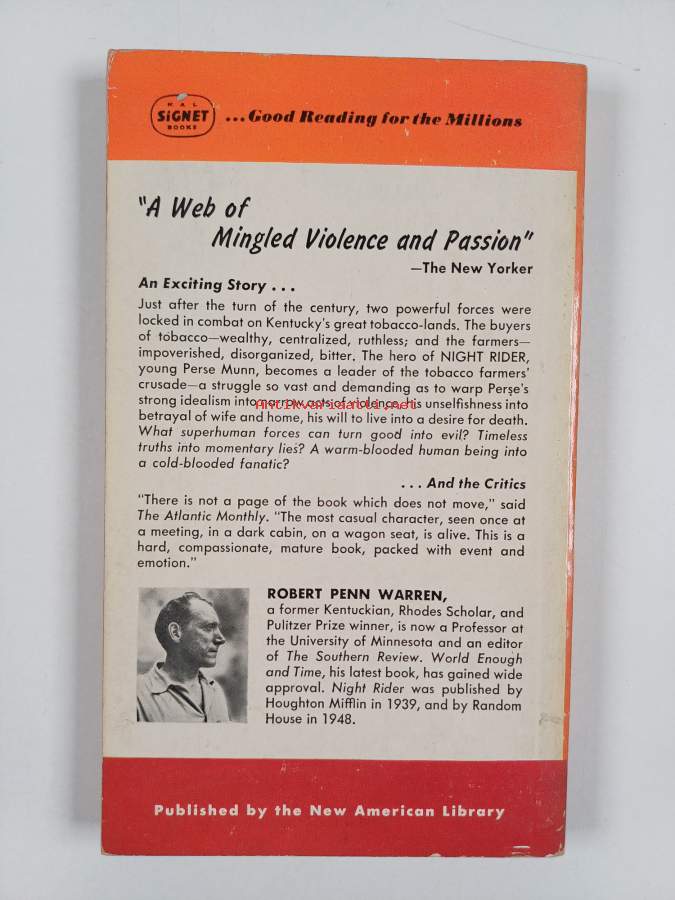 N A L
SIGNET
BOOKS
...Good Reading for the Millions
"A Web of
Mingled Violence and Passion"
—The New Yorker
An Exciting Story . . .
Just after the turn of the century, two powerful forces were
locked in combat on Kentucky's great tobacco-lands. The buyers
of tobacco—wealthy, centralized, ruthless; and the farmers—
impoverished, disorganized, bitter. The hero of NIGHT RIDER,
young Perse Munn, becomes a leader of the tobacco farmers'
crusade—a struggle so vast and demanding as to warp Perse's
strong idealism into narrow acts of violence, his unselfishness into
Antikvariaatti.net
betrayal of wife and home, his will to live into a desire for death.
What superhuman forces can turn good into evil? Timeless
truths into momentary lies? A warm-blooded human being into
a cold-blooded fanatic?
. . . And the Critics
"There is not a page of the book which does not move," said
The Atlantic Monthly. "The most casual character, seen once at
a meeting, in a dark cabin, on a wagon seat, is alive. This is a
hard, compassionate, mature book, packed with event and
emotion."
ROBERT PENN WARREN,
a former Kentuckian, Rhodes Scholar, and
Pulitzer Prize winner, is now a Professor at
the University of Minnesota and an editor
of The Southern Review. World Enough
and Time, his latest book, has gained wide
approval. Night Rider was published by
Houghton Mifflin in 1939, and by Random
House in 1948.
Published by the New American Library